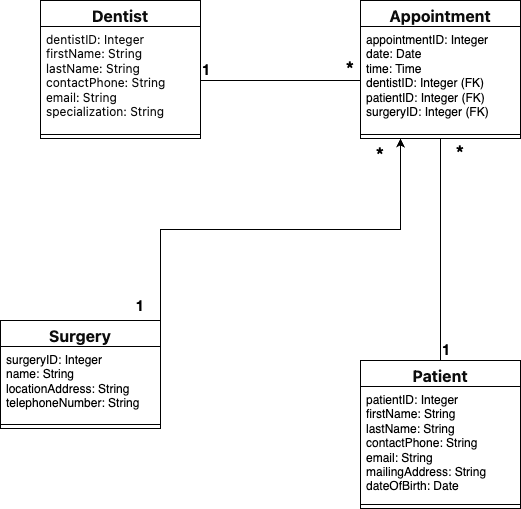 Dentist
dentistID: Integer
firstName: String
lastName: String
contactPhone: String
email: String
specialization: String
1
*
Appointment
appointmentID: Integer
date: Date
time: Time
dentistID: Integer (FK)
patientID: Integer (FK)
surgeryID: Integer (FK)
*
*
1
Surgery
surgeryID: Integer
name: String
locationAddress: String
telephoneNumber: String
1
Patient
patientID: Integer
firstName: String
lastName: String
contactPhone: String
email: String
mailingAddress: String
dateOfBirth: Date